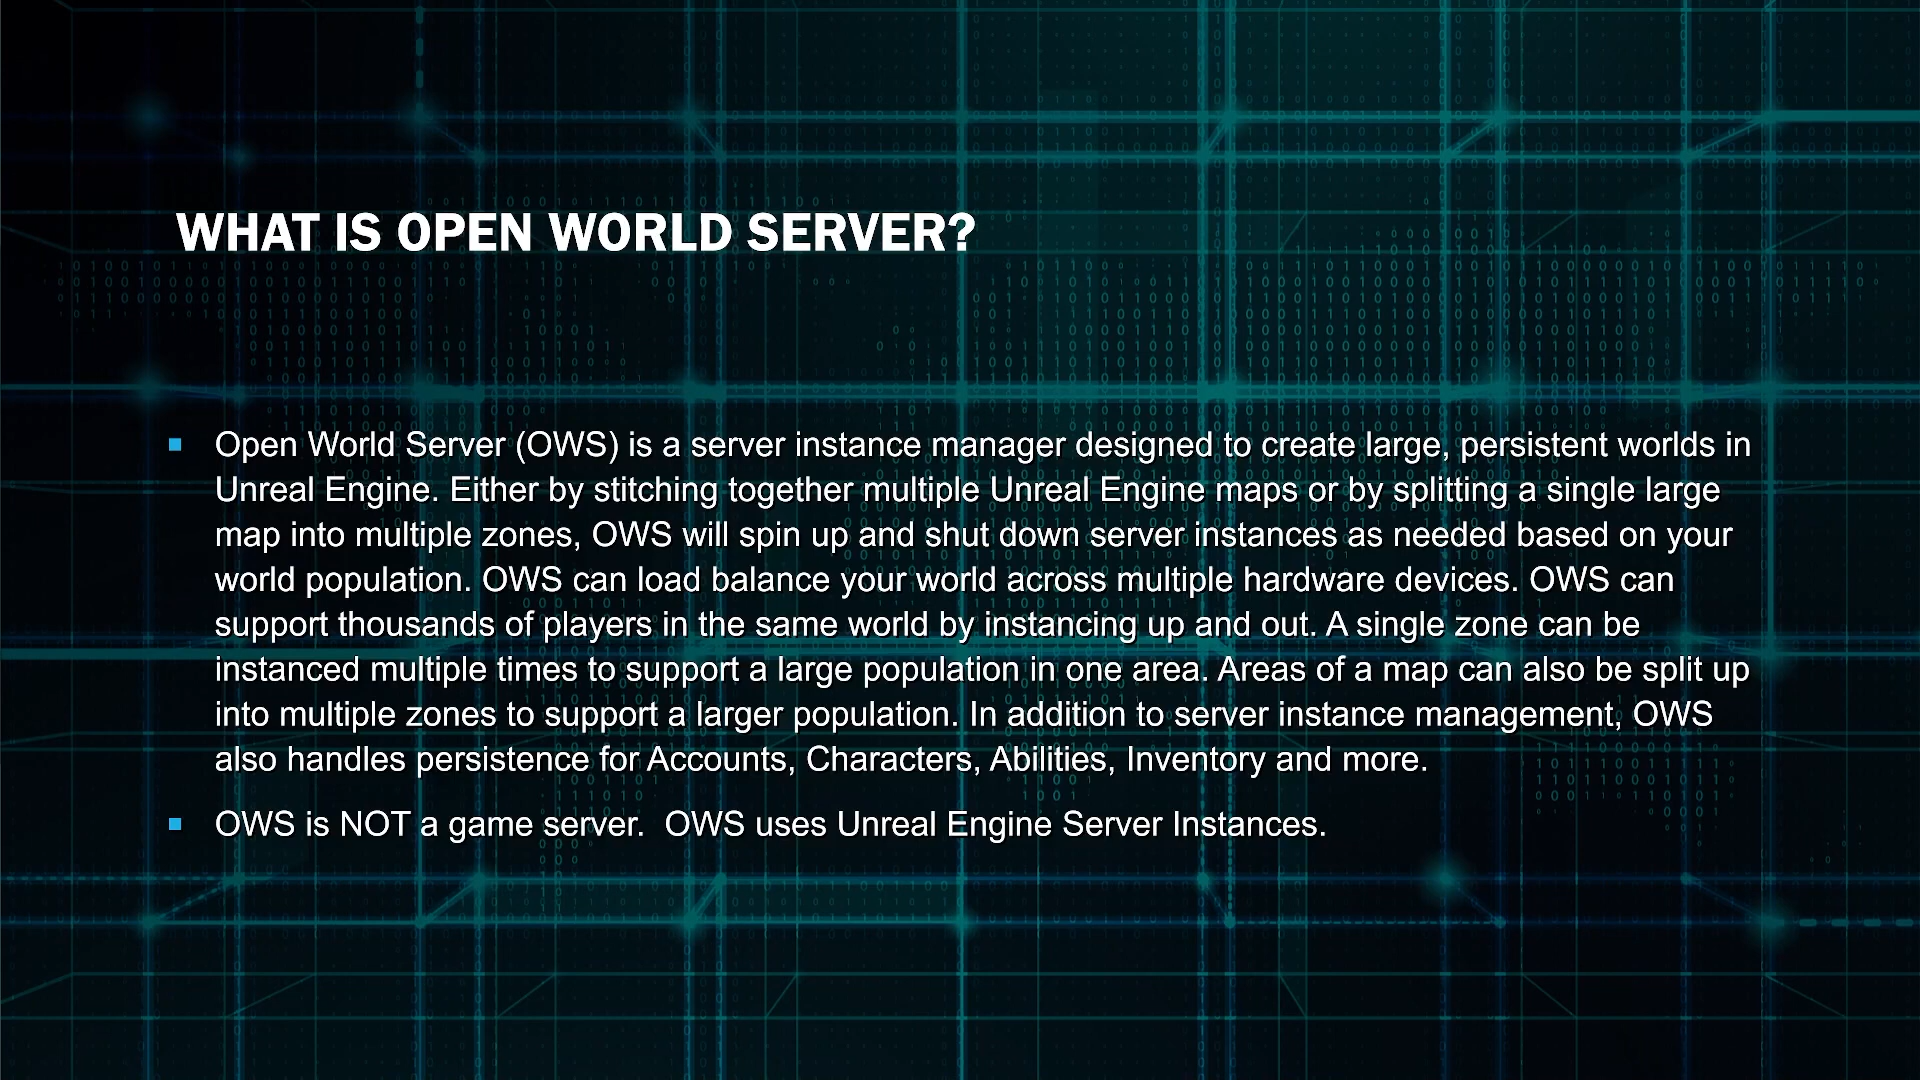 WHAT IS OPEN WORLD SERVER?
Open World Server (OWS) is a server instance manager designed to create large, persistent worlds in
Unreal Engine. Either by stitching together multiple Unreal Engine maps or by splitting a single large
map into multiple zones, OWS will spin up and shut down server instances as needed based on your
world population. OWS can load balance your world across multiple hardware devices. OWS can
support thousands of players in the same world by instancing up and out. A single zone can be
instanced multiple times to support a large population in one area. Areas of a map can also be split up
into multiple zones to support a larger population. In addition to server instance management, OWS
also handles persistence for Accounts, Characters, Abilities, Inventory and more.
OWS is NOT a game server.  OWS uses Unreal Engine Server Instances.